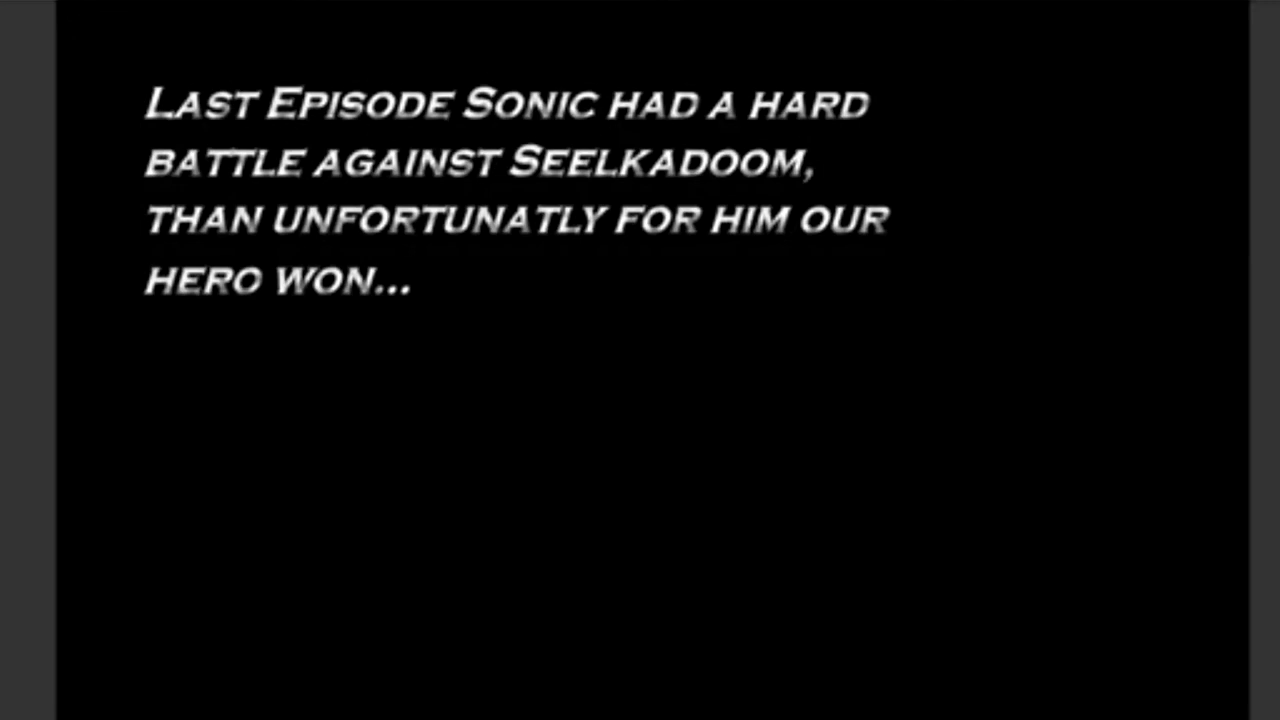 Last Episode Sonic had a hard
battle against Seelkadoom,
than unfortunatly for him our
hero won...